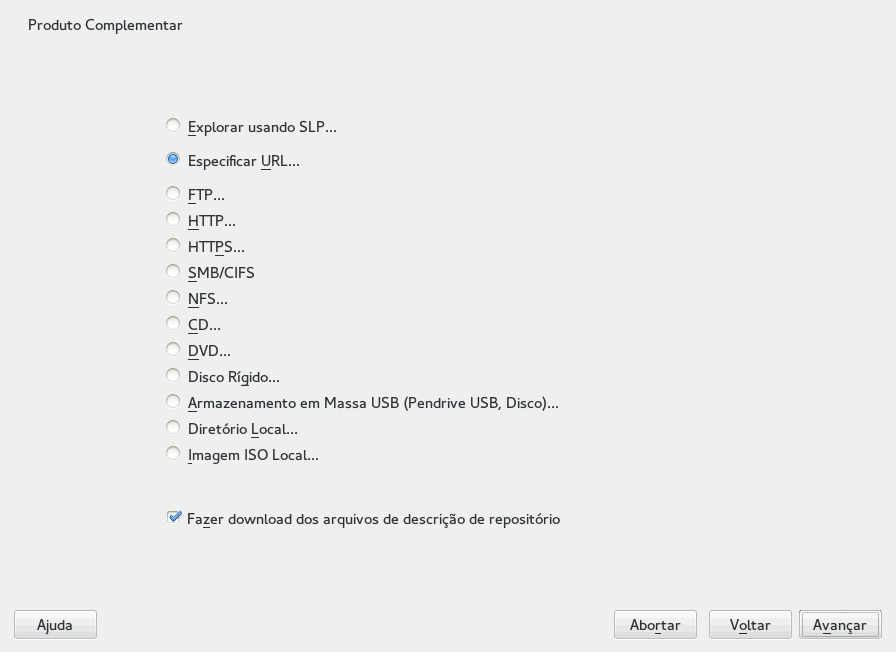 Produto Complementar
Explorar usando SLP...
Especificar URL...
FTP...
HTTP...
HTTPS...
SMB/CIFS
NFS...
CD...
DVD...
Disco Rígido...
Armazenamento em Massa USB (Pendrive USB, Disco)...
Diretório Local...
Imagem ISO Local...
Fazer download dos arquivos de descrição de repositório
Ajuda Abortar Voltar Avançar